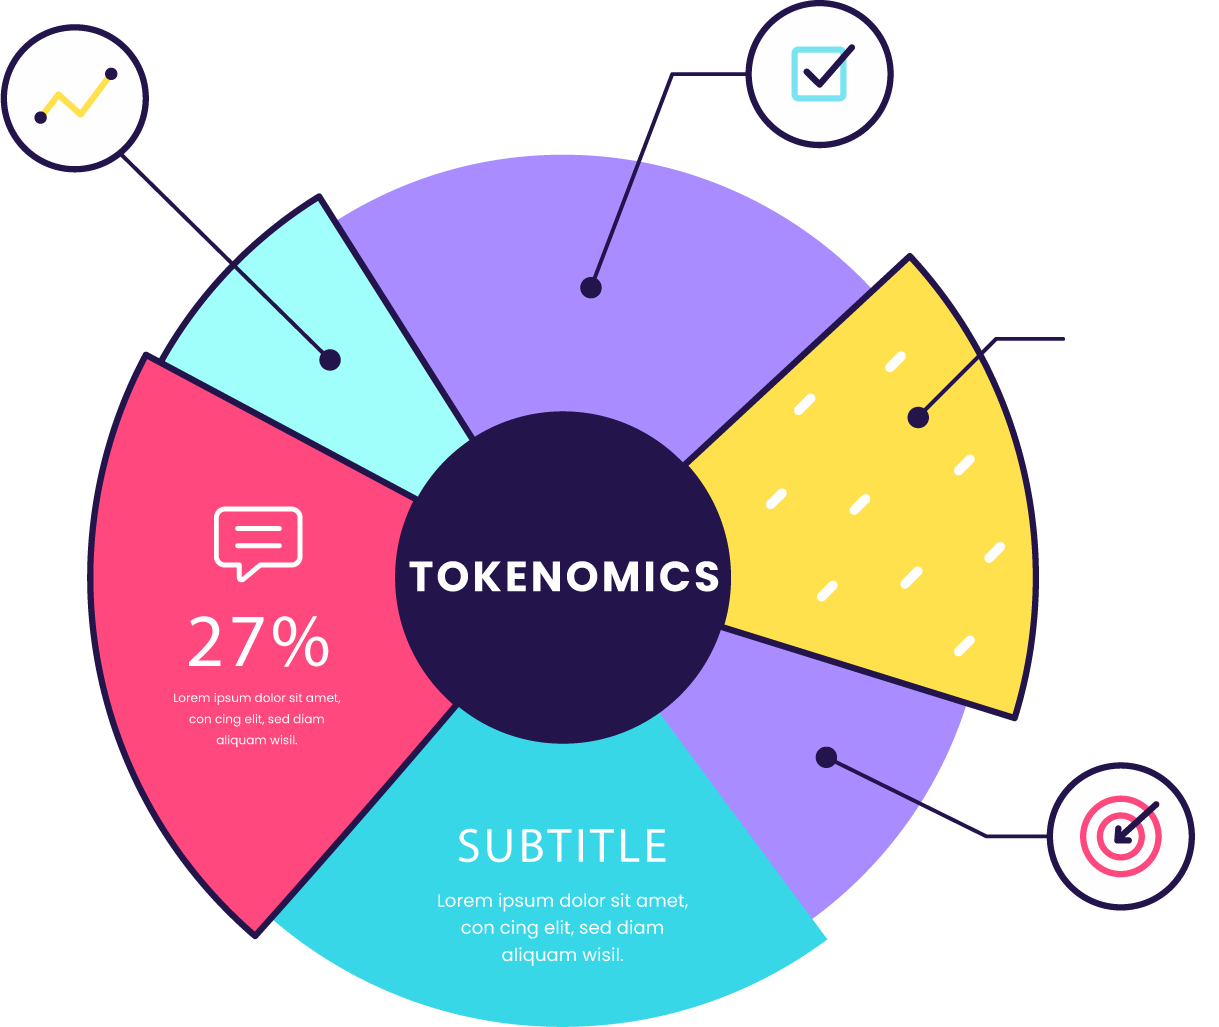 TOKENOMICS
27%
Lorem ipsum dolor sit amet,
con cing elit, sed diam
aliquam wisil.
SUBTITLE
Lorem ipsum dolor sit amet,
con cing elit, sed diam
aliquam wisil.